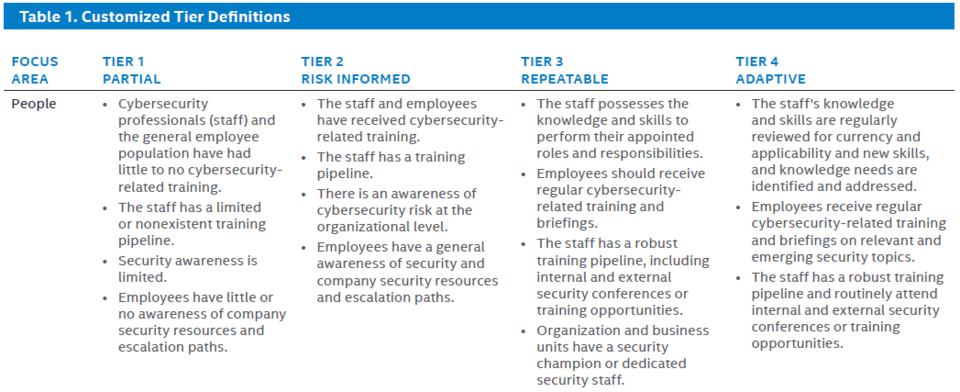 Table 1. Customized Tier Definitions
FOCUS
AREA
TIER 1
PARTIAL
TIER 2
RISK INFORMED
TIER 3
REPEATABLE
TIER 4
ADAPTIVE
People
• Cybersecurity
professionals (staff) and
the general employee
population have had
little to no cybersecurity-
related training.
• The staff has a limited
or nonexistent training
pipeline.
• Security awareness is
limited.
• Employees have little or
no awareness of company
security resources and
escalation paths.
• The staff and employees
have received cybersecurity-
related training.
• The staff has a training
pipeline.
• There is an awareness of
cybersecurity risk at the
organizational level.
• Employees have a general
awareness of security and
company security resources
and escalation paths.
• The staff possesses the
knowledge and skills to
perform their appointed
roles and responsibilities.
• Employees should receive
regular cybersecurity-
related training and
briefings.
• The staff has a robust
training pipeline, including
internal and external
security conferences or
training opportunities.
• Organization and business
units have a security
champion or dedicated
security staff.
• The staff's knowledge
and skills are regularly
reviewed for currency and
applicability and new skills,
and knowledge needs are
identified and addressed.
• Employees receive regular
cybersecurity-related training
and briefings on relevant and
emerging security topics.
• The staff has a robust training
pipeline and routinely attend
internal and external security
conferences or training
opportunities.